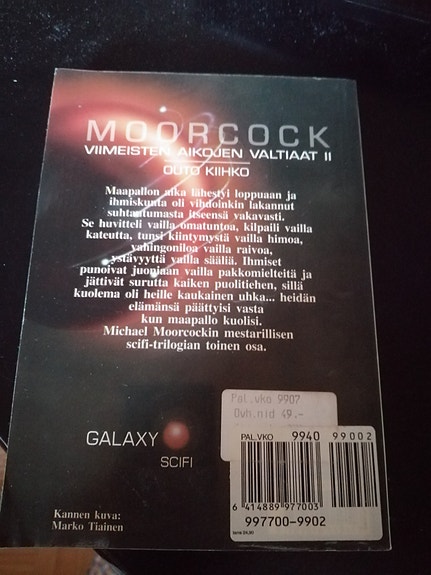 MOORCOCK
VIIMEISTEN AIKOJEN VALTIAAT II
OUTO KIIHKO
Maapallon aika lähestyi loppuaan ja
ihmiskunta oli vihdoinkin lakannut
suhtautumasta itseensä vakavasti.
Se huvitteli vailla omatuntoa, kilpaili vailla
kateutta, tunsi kiintymystä vailla himoa,
vahingoniloa vailla raivoa,
ystävyyttä vailla sääliä. Ihmiset
punoivat juoniaan vailla pakkomielteitä ja
jättivät surutta kaiken puolitiehen, sillä
kuolema oli heille kaukainen uhka... heidän
elämänsä päättyisi vasta
kun maapallo kuolisi.
Michael Moorcockin mestarillisen
scifi-trilogian toinen osa.
Pal.vko 9907
Ovh.nid 49.-
GALAXY
SCIFI
PAL.VKO 9940 99002
6 414889 977003
997700-9902
Kannen kuva:
Marko Tiainen